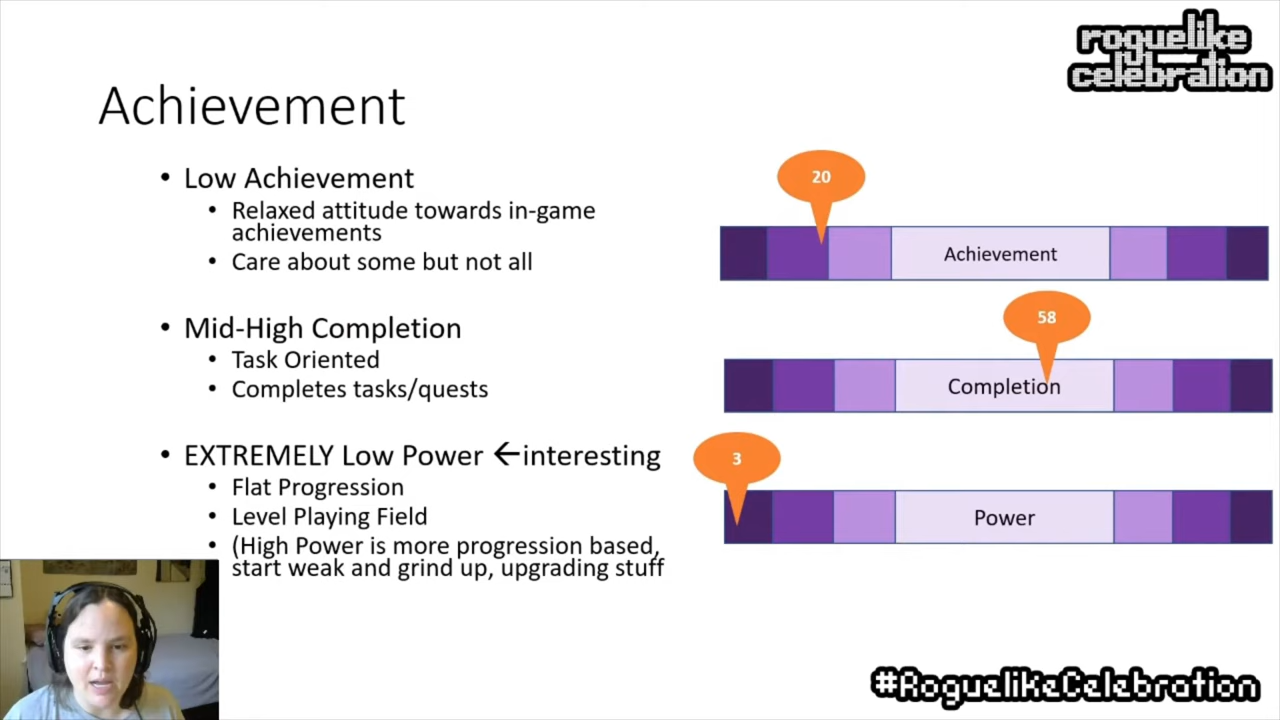 roguelike
celebration
Achievement
• Low Achievement
• Relaxed attitude towards in-game
achievements
• Care about some but not all
• Mid-High Completion
• Task Oriented
• Completes tasks/quests
• EXTREMELY Low Power ←interesting
• Flat Progression
• Level Playing Field
• (High Power is more progression based,
start weak and grind up, upgrading stuff
20
Achievement
58
Completion
3
Power
#RoguelikeCelebration